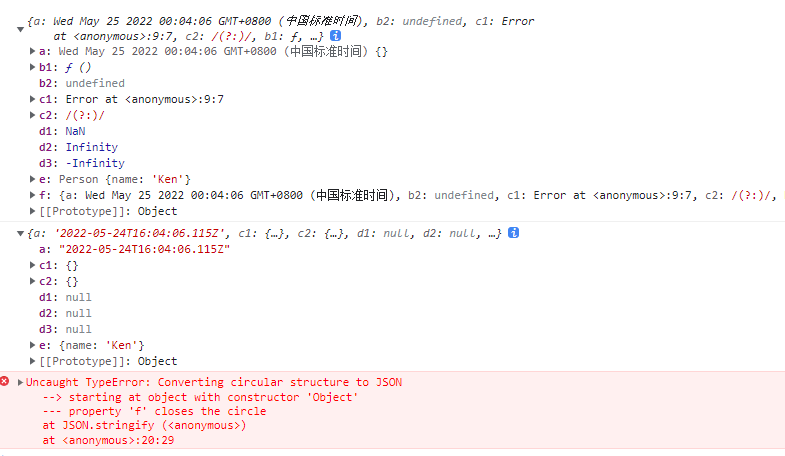 {a: Wed May 25 2022 00:04:06 GMT+0800 (中国标准时间), b2: undefined, c1: Error
at <anonymous>:9:7, c2: /(?:)/, b1: ƒ, …}
a: Wed May 25 2022 00:04:06 GMT+0800 (中国标准时间) {}
b1: ƒ ()
b2: undefined
c1: Error at <anonymous>:9:7
c2: /(?:)/
d1: NaN
d2: Infinity
d3: -Infinity
e: Person {name: 'Ken'}
f: {a: Wed May 25 2022 00:04:06 GMT+0800 (中国标准时间), b2: undefined, c1: Error at <anonymous>:9:7, c2: /(?:)/,
[[Prototype]]: Object
{a: '2022-05-24T16:04:06.115Z', c1: {…}, c2: {…}, d1: null, d2: null, …}
a: "2022-05-24T16:04:06.115Z"
c1: {}
c2: {}
d1: null
d2: null
d3: null
e: {name: 'Ken'}
[[Prototype]]: Object
Uncaught TypeError: Converting circular structure to JSON
--> starting at object with constructor 'Object'
--- property 'f' closes the circle
at JSON.stringify (<anonymous>)
at <anonymous>:20:29